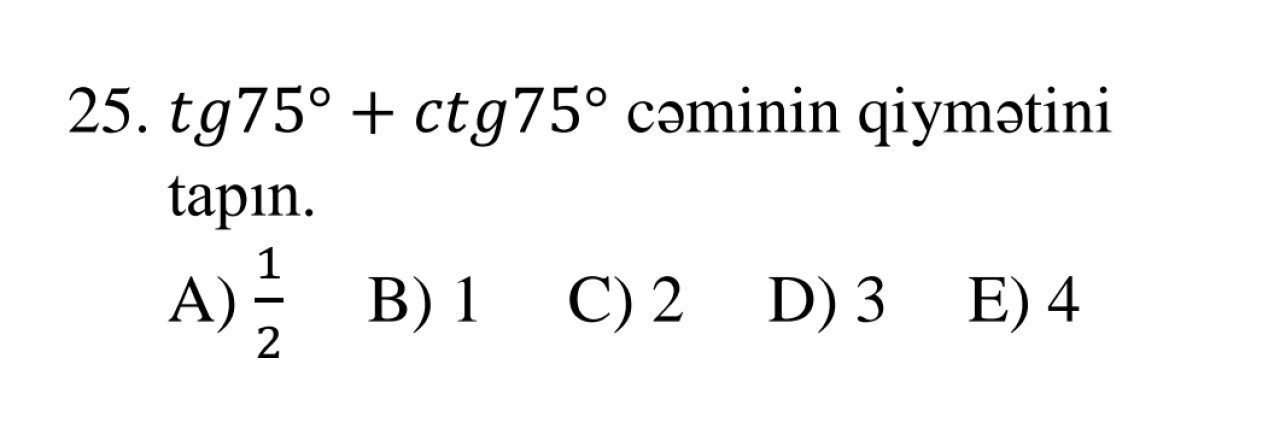 25. tg75° + ctg75° cəminin qiymətini
tapın.
A) 1/2 B) 1 C) 2 D) 3 E) 4